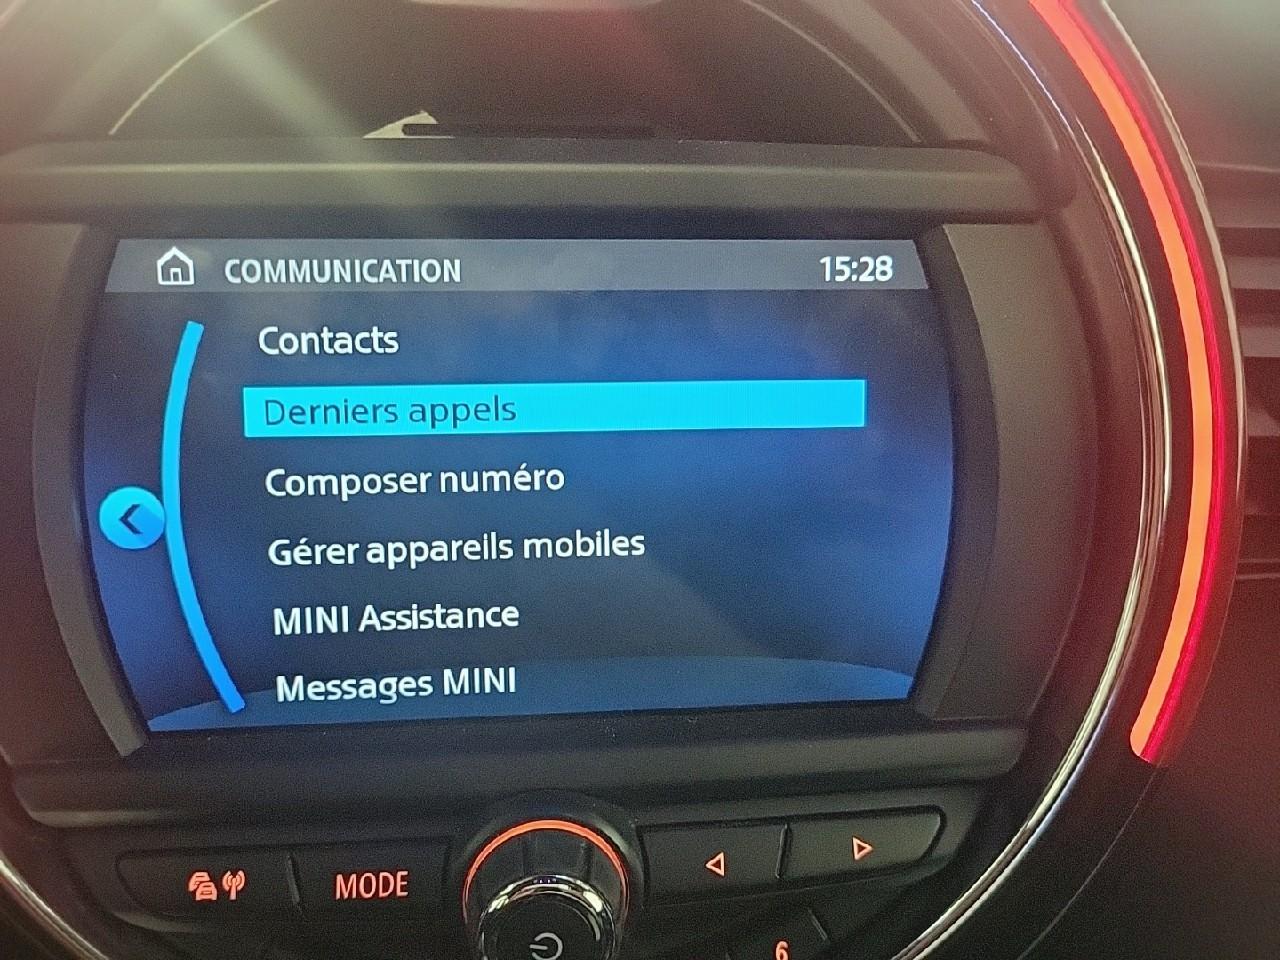 COMMUNICATION 15:28
Contacts
Derniers appels
Composer numéro
Gérer appareils mobiles
MINI Assistance
Messages MINI
MODE
6